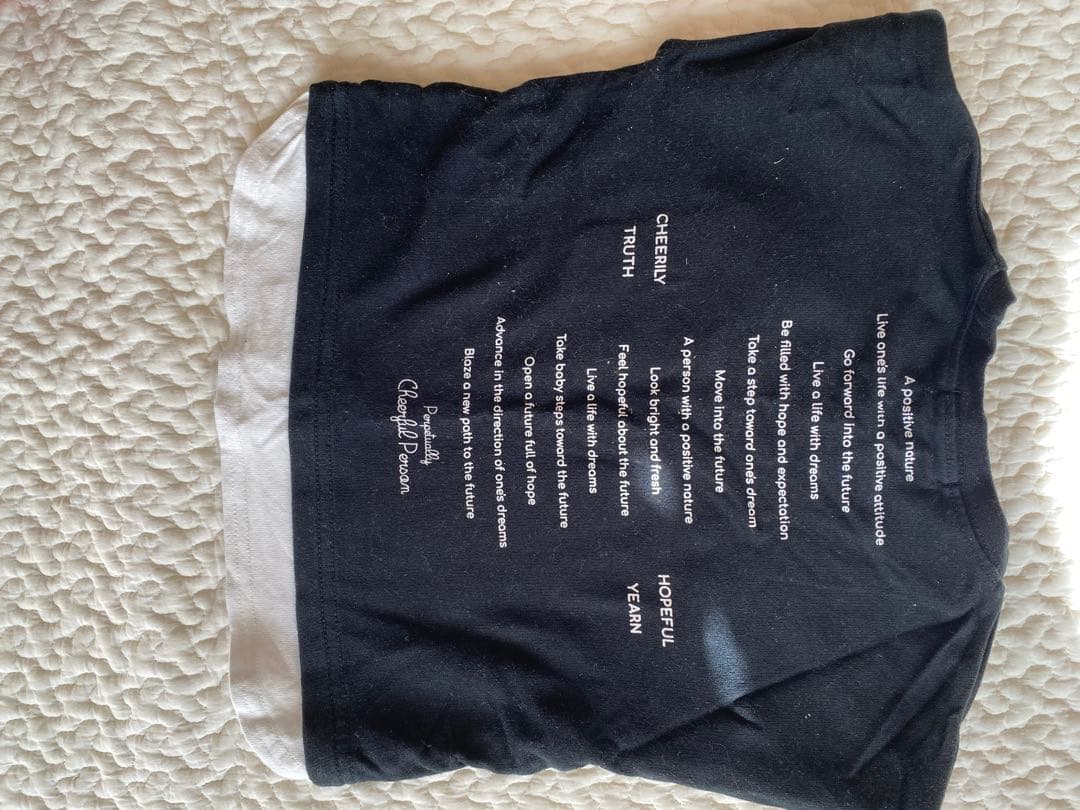 A positive nature
Live one's life with a positive attitude
Go forward into the future
Live a life with dreams
Be filled with hope and expectation
Take a step toward one's dream
Move into the future
A person with a positive nature
Look bright and fresh
Feel hopeful about the future
Live a life with dreams
Take baby steps toward the future
Open a future full of hope
Advance in the direction of one's dreams
Blaze a new path to the future
Perpetually
Cheerful Person
CHEERILY
TRUTH
HOPEFUL
YEARN